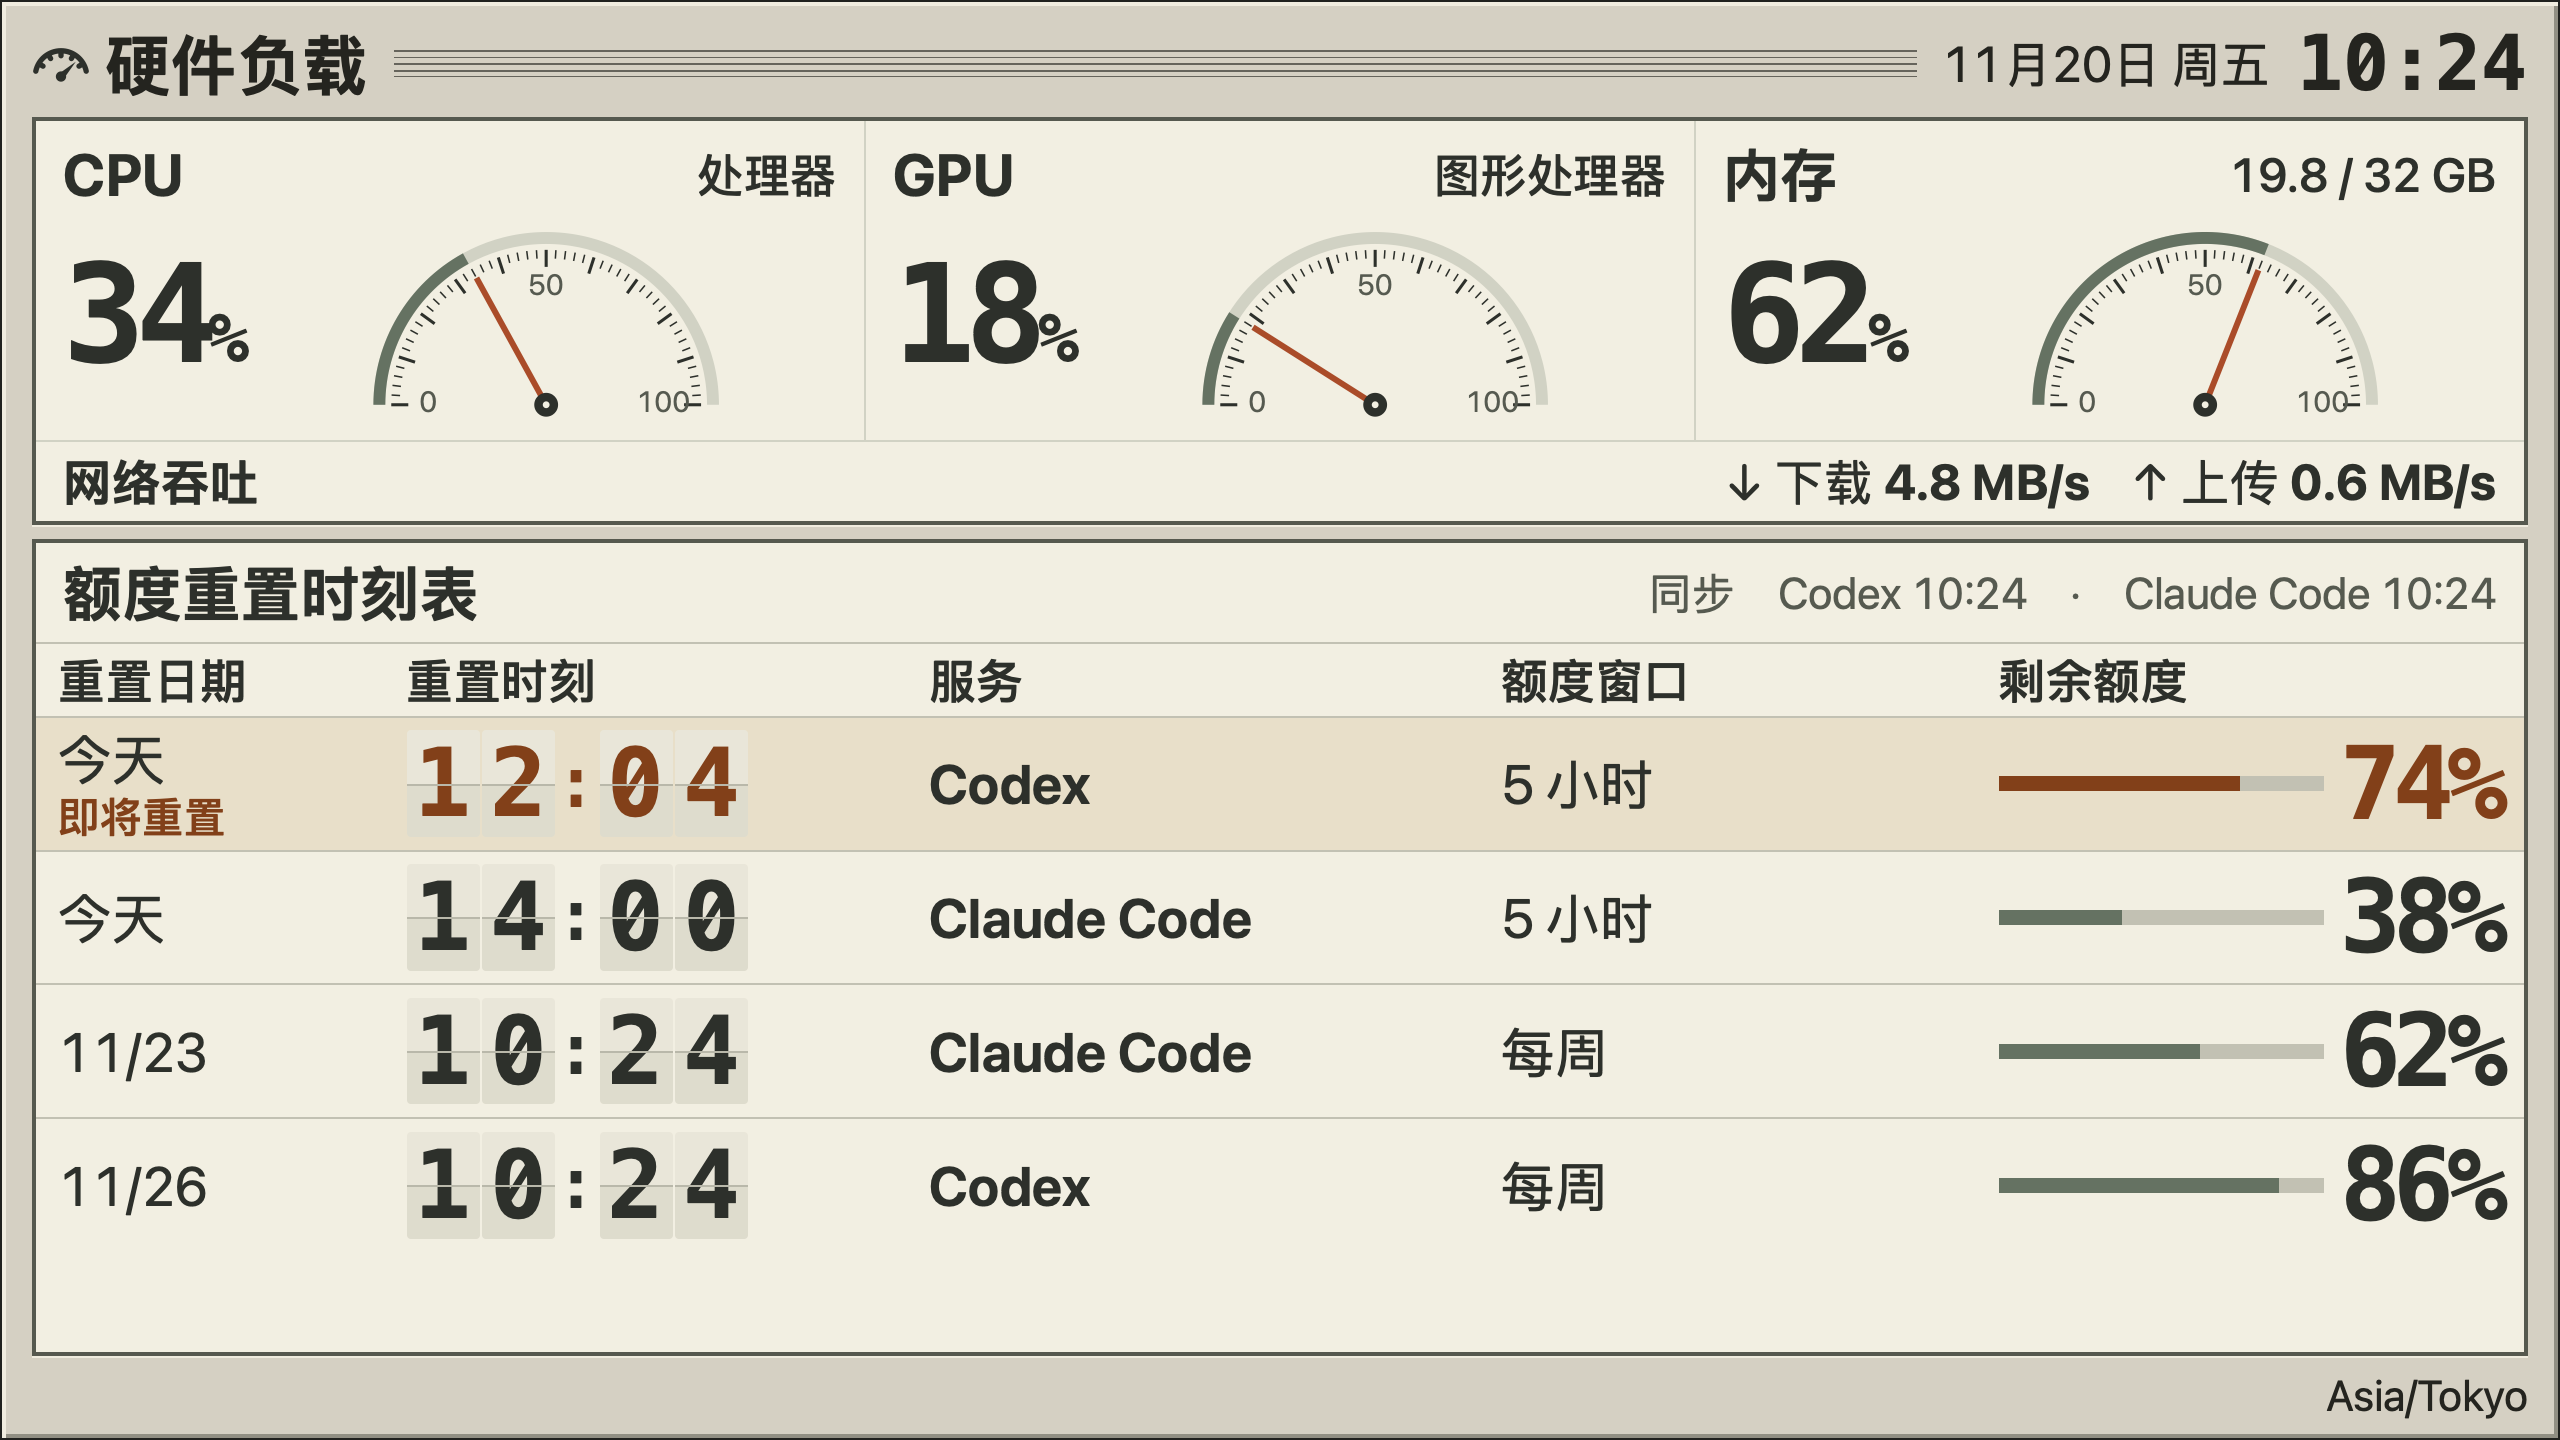 硬件负载 11月20日 周五 10:24
CPU 处理器
34%
0 50 100
GPU 图形处理器
18%
0 50 100
内存 19.8 / 32 GB
62%
0 50 100
网络吞吐 ↓ 下载 4.8 MB/s ↑ 上传 0.6 MB/s
额度重置时刻表 同步 Codex 10:24 · Claude Code 10:24
重置日期 重置时刻 服务 额度窗口 剩余额度
今天 12:04 Codex 5 小时 74%
即将重置
今天 14:00 Claude Code 5 小时 38%
11/23 10:24 Claude Code 每周 62%
11/26 10:24 Codex 每周 86%
Asia/Tokyo